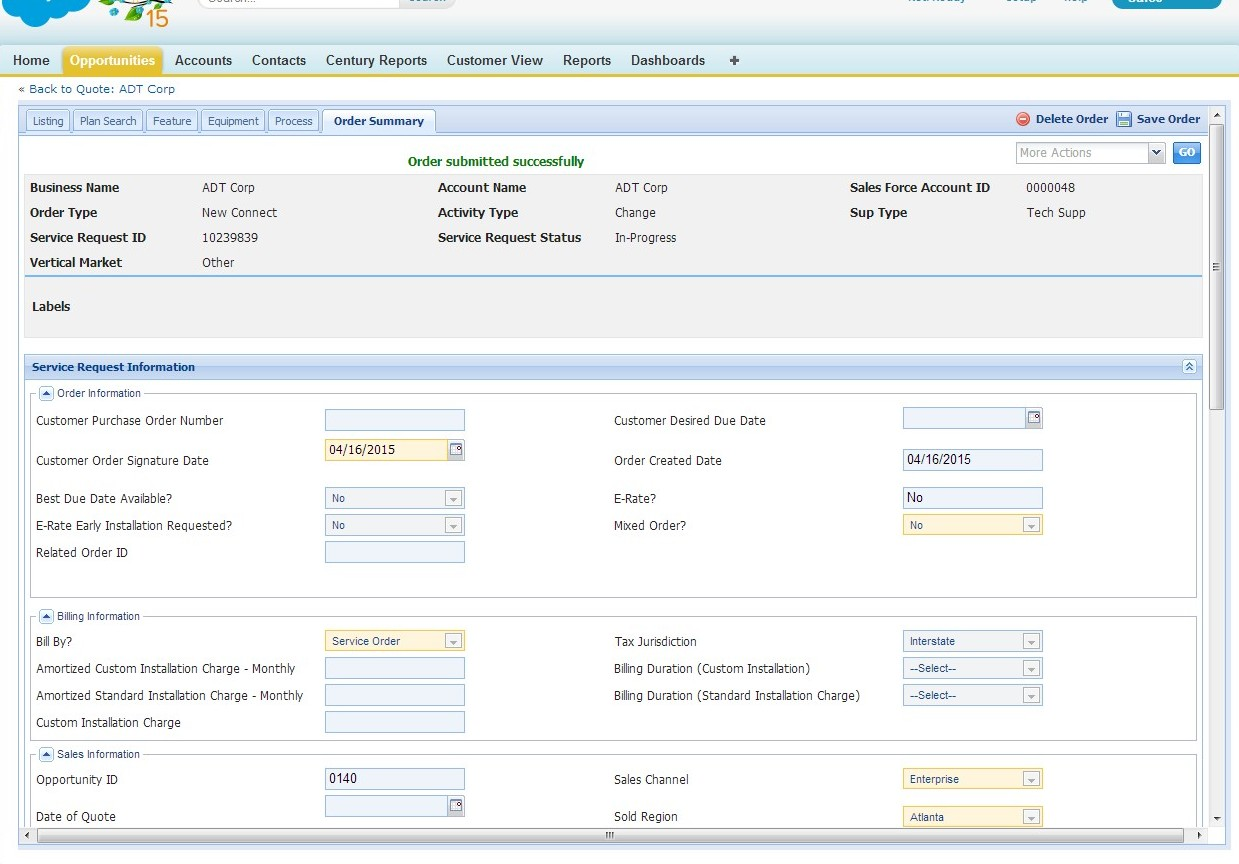 Search...
15
Home Opportunities Accounts Contacts Century Reports Customer View Reports Dashboards +
« Back to Quote: ADT Corp
Listing Plan Search Feature Equipment Process Order Summary Delete Order Save Order
More Actions GO
Order submitted successfully
Business Name ADT Corp Account Name ADT Corp Sales Force Account ID 0000048
Order Type New Connect Activity Type Change Sup Type Tech Supp
Service Request ID 10239839 Service Request Status In-Progress
Vertical Market Other
Labels
Service Request Information
Order Information
Customer Purchase Order Number Customer Desired Due Date
Customer Order Signature Date 04/16/2015 Order Created Date 04/16/2015
Best Due Date Available? No E-Rate? No
E-Rate Early Installation Requested? No Mixed Order? No
Related Order ID
Billing Information
Bill By? Service Order Tax Jurisdiction Interstate
Amortized Custom Installation Charge - Monthly Billing Duration (Custom Installation) --Select--
Amortized Standard Installation Charge - Monthly Billing Duration (Standard Installation Charge) --Select--
Custom Installation Charge
Sales Information
Opportunity ID 0140 Sales Channel Enterprise
Date of Quote Sold Region Atlanta